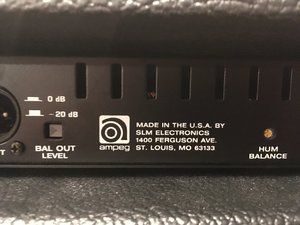 0 dB
-20 dB
BAL OUT
LEVEL
T
ampeg
MADE IN THE U.S.A. BY
SLM ELECTRONICS
1400 FERGUSON AVE.
ST. LOUIS, MO 63133
HUM
BALANCE